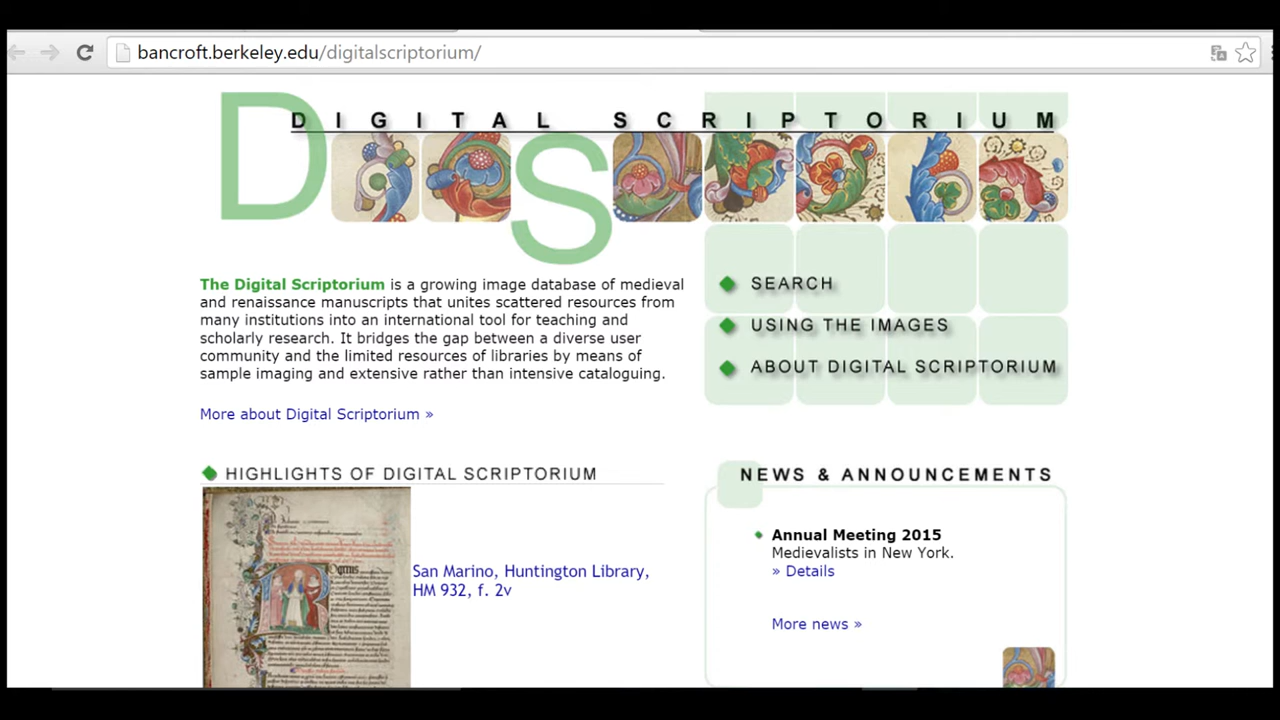 bancroft.berkeley.edu/digitalscriptorium/
DIGITAL SCRIPTORIUM
D S
The Digital Scriptorium is a growing image database of medieval
and renaissance manuscripts that unites scattered resources from
many institutions into an international tool for teaching and
scholarly research. It bridges the gap between a diverse user
community and the limited resources of libraries by means of
sample imaging and extensive rather than intensive cataloguing.
More about Digital Scriptorium »
SEARCH
USING THE IMAGES
ABOUT DIGITAL SCRIPTORIUM
HIGHLIGHTS OF DIGITAL SCRIPTORIUM
San Marino, Huntington Library,
HM 932, f. 2v
NEWS & ANNOUNCEMENTS
Annual Meeting 2015
Medievalists in New York.
» Details
More news »